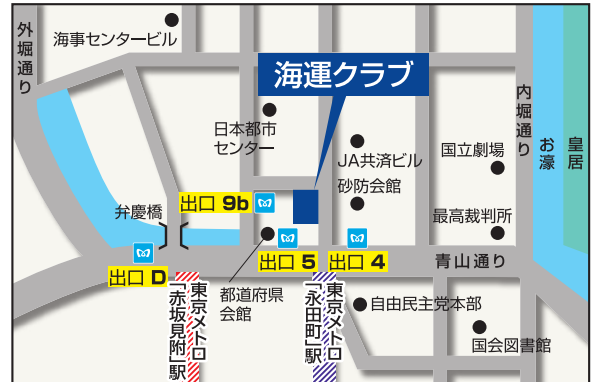 外堀通り
海事センタービル
海運クラブ
内堀通り
お濠
皇居
日本都市
センター
JA共済ビル
国立劇場
砂防会館
出口 9b
弁慶橋
最高裁判所
出口 5
出口 4
青山通り
出口 D
都道府県
会館
東京メトロ
「赤坂見附」駅
東京メトロ
「永田町」駅
自由民主党本部
国会図書館